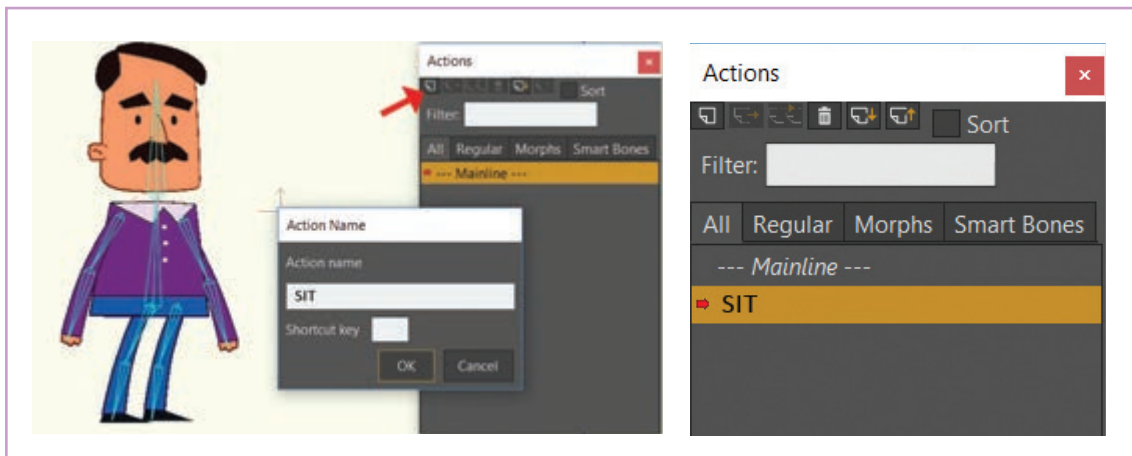 Actions
Sort
Filter:
All Regular Morphs Smart Bones
--- Mainline ---
Action Name
Action name
SIT
Shortcut key
OK Cancel
Actions
Sort
Filter:
All Regular Morphs Smart Bones
--- Mainline ---
SIT